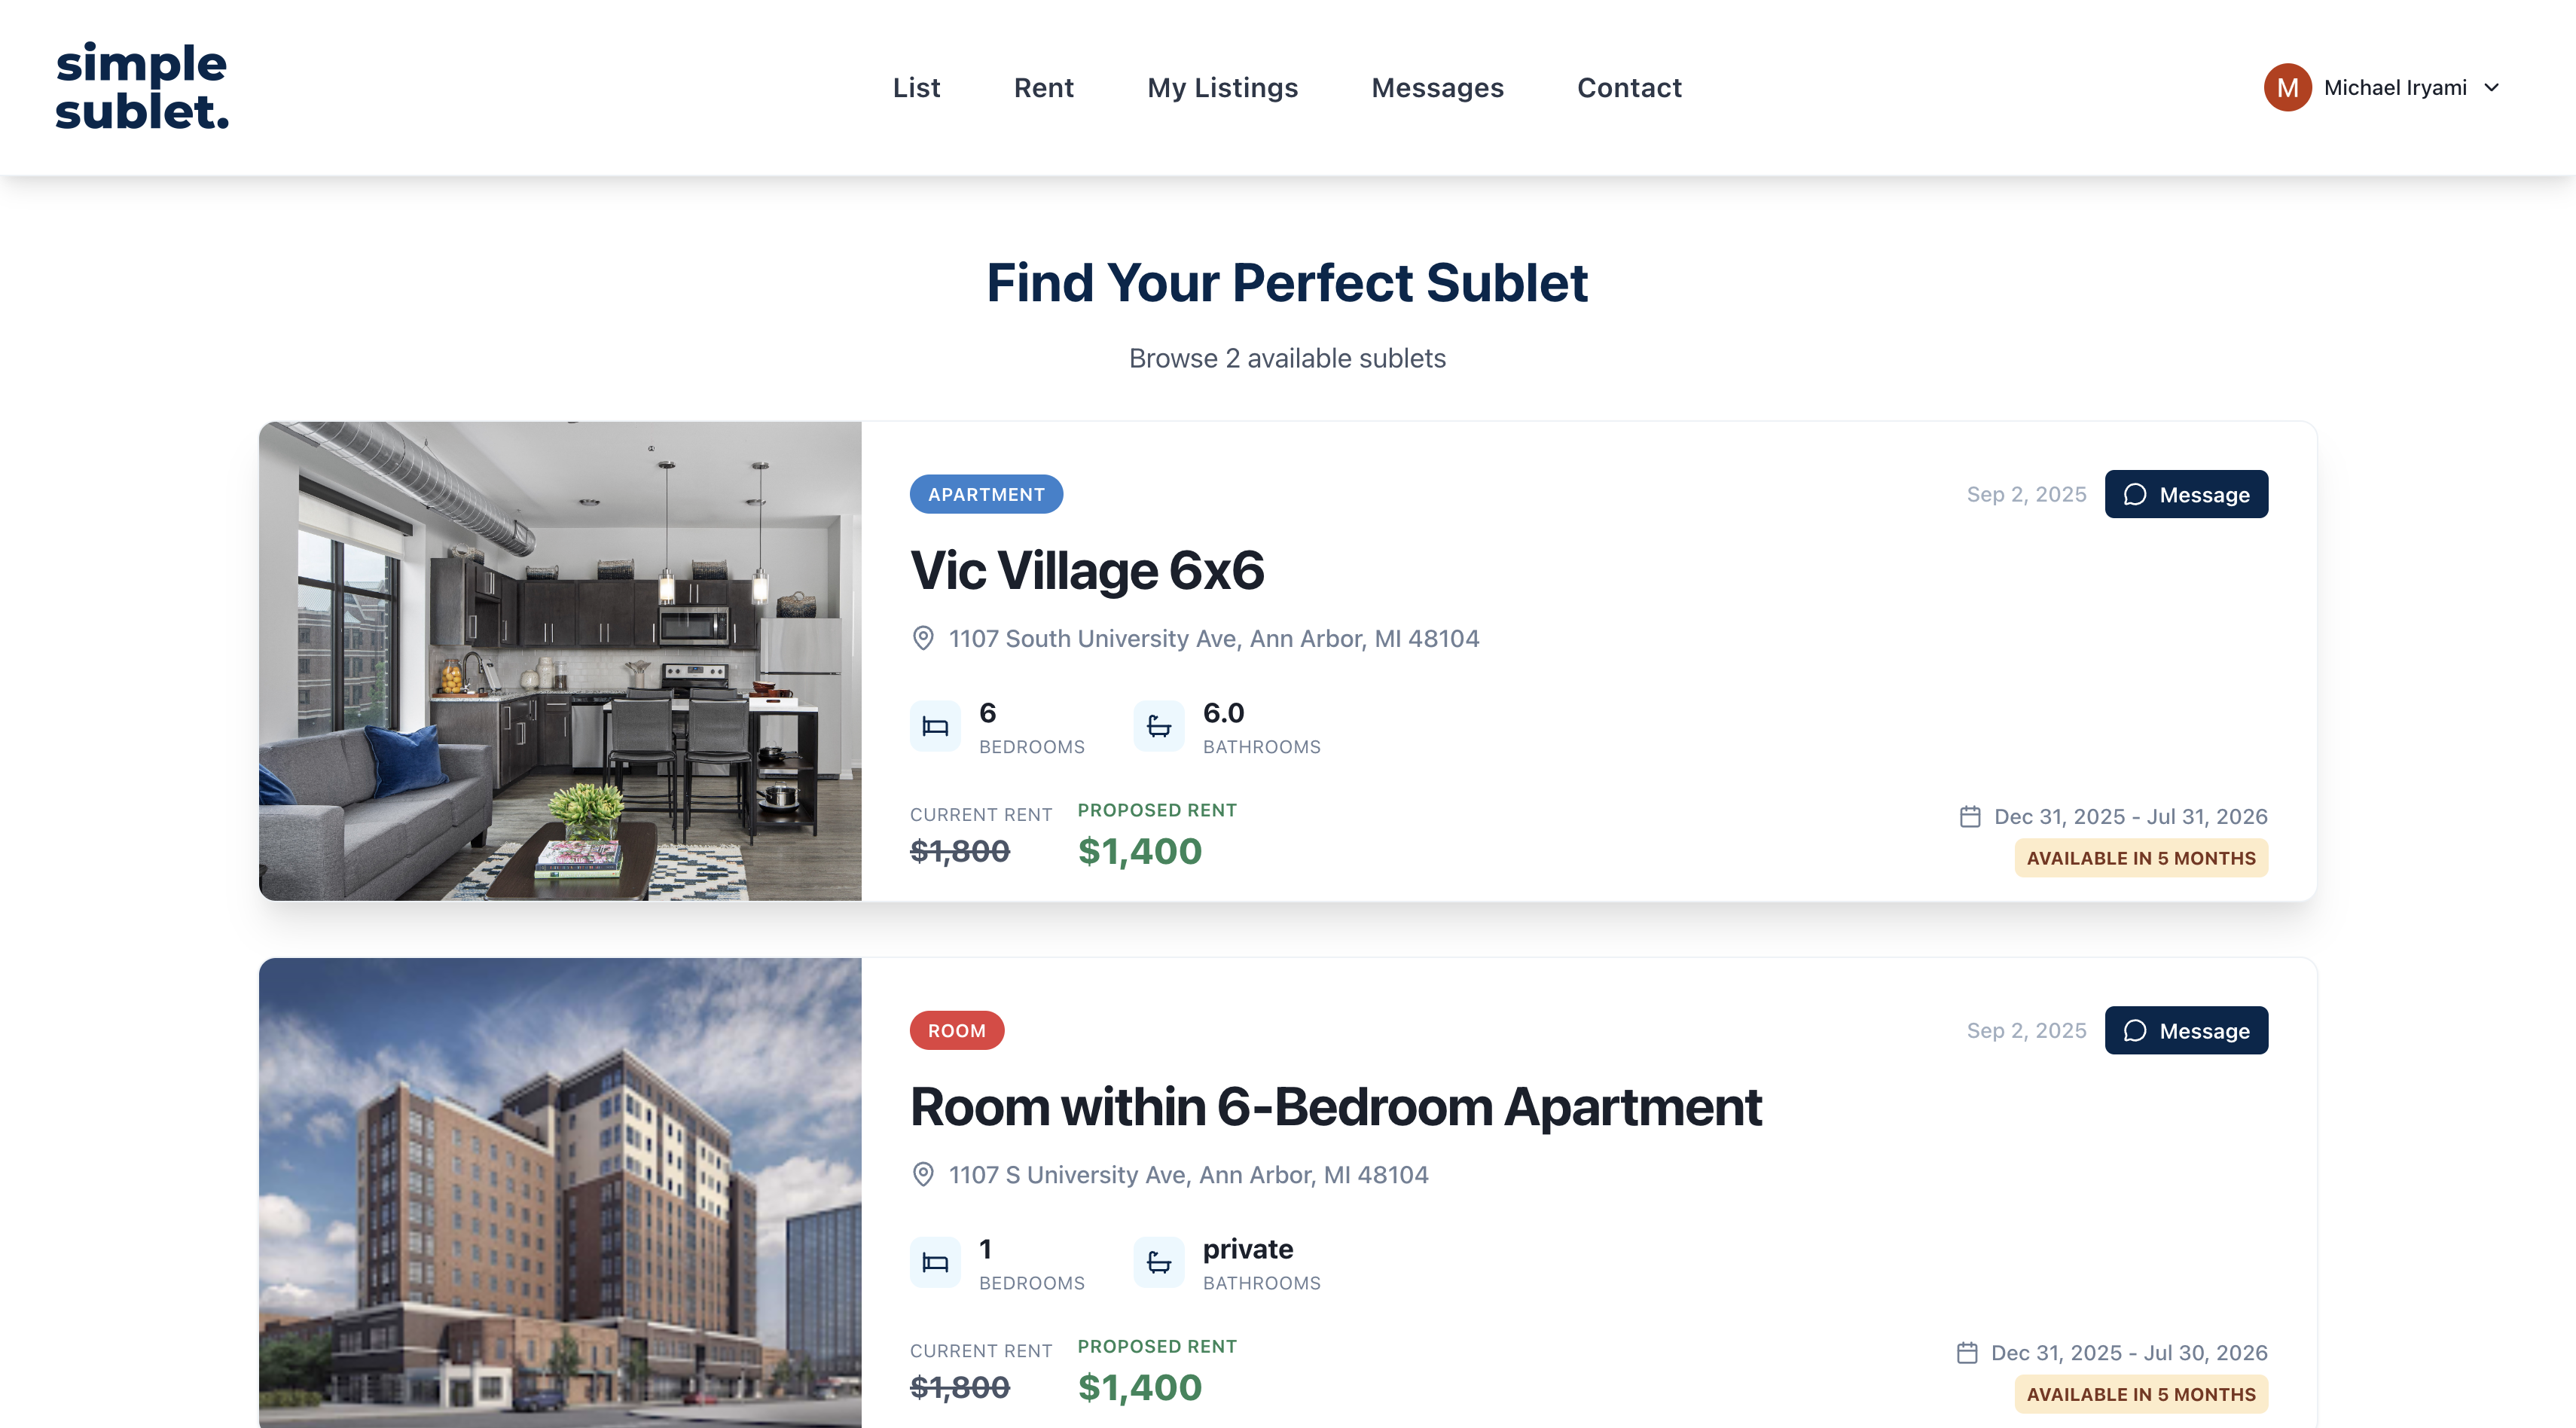 simple
sublet.
List Rent My Listings Messages Contact
M Michael Iryami
Find Your Perfect Sublet
Browse 2 available sublets
APARTMENT
Sep 2, 2025 Message
Vic Village 6x6
1107 South University Ave, Ann Arbor, MI 48104
6 6.0
BEDROOMS BATHROOMS
CURRENT RENT PROPOSED RENT
$1,800 $1,400
Dec 31, 2025 - Jul 31, 2026
AVAILABLE IN 5 MONTHS
ROOM
Sep 2, 2025 Message
Room within 6-Bedroom Apartment
1107 S University Ave, Ann Arbor, MI 48104
1 private
BEDROOMS BATHROOMS
CURRENT RENT PROPOSED RENT
$1,800 $1,400
Dec 31, 2025 - Jul 30, 2026
AVAILABLE IN 5 MONTHS